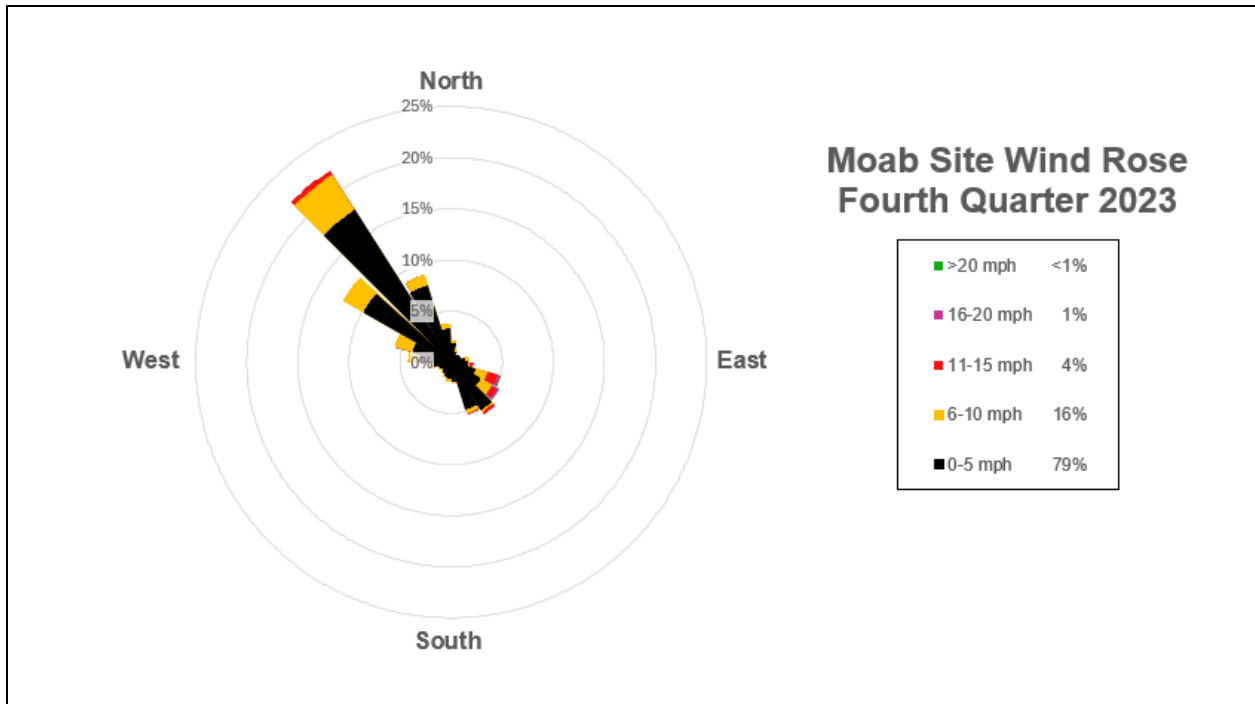 North
25%
20%
15%
10%
5%
0%
West
East
South
Moab Site Wind Rose
Fourth Quarter 2023
>20 mph <1%
16-20 mph 1%
11-15 mph 4%
6-10 mph 16%
0-5 mph 79%